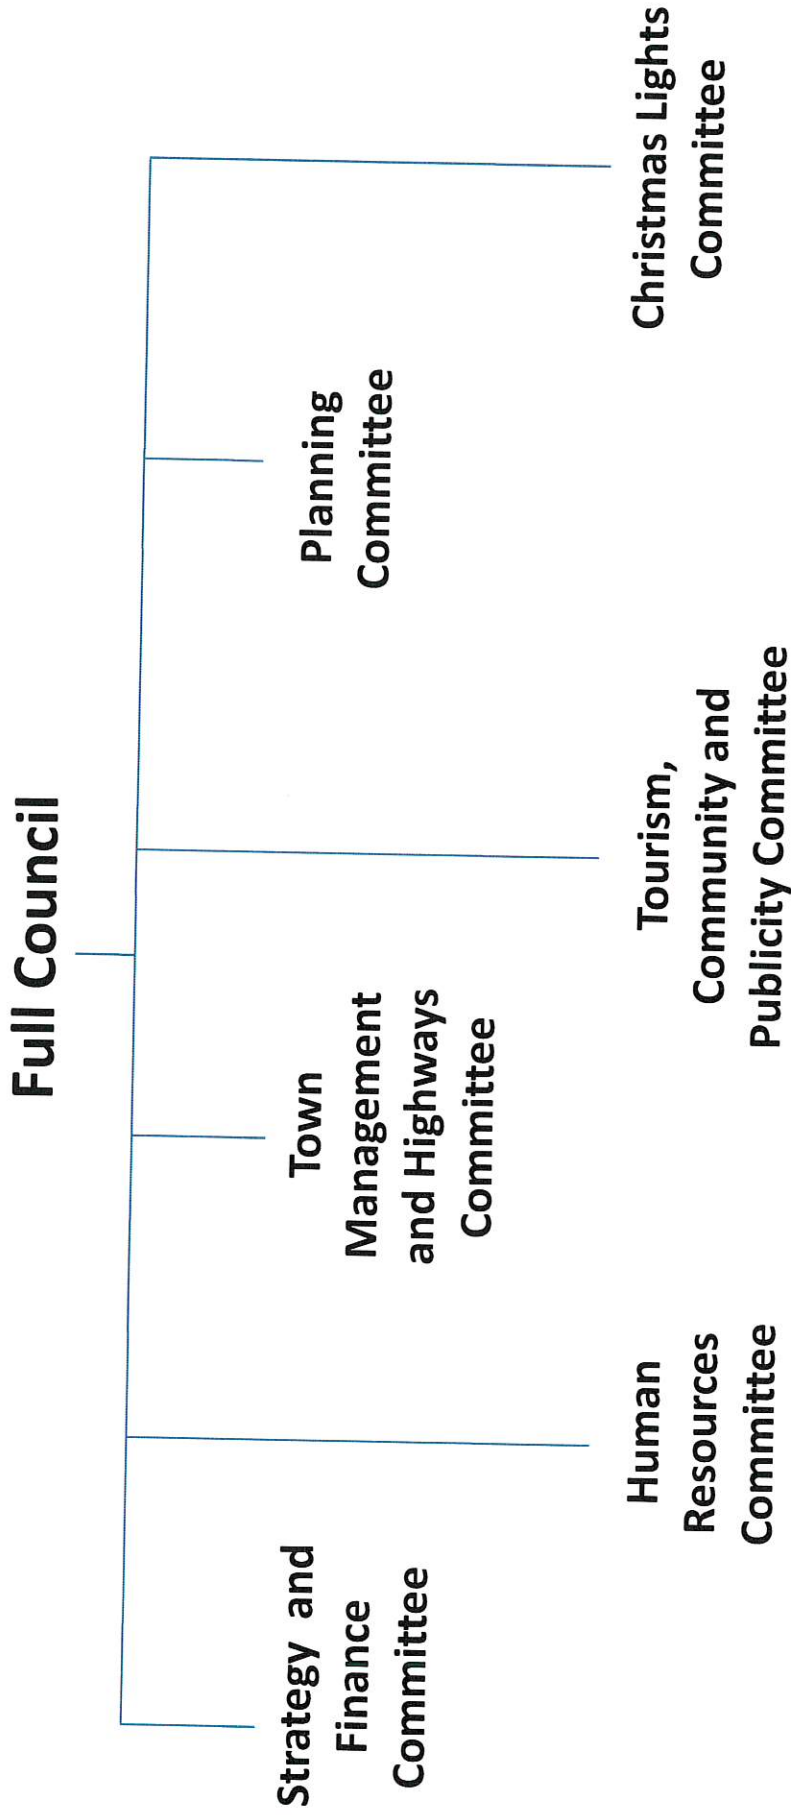 Full Council
Strategy and
Finance
Committee
Town
Management
and Highways
Committee
Planning
Committee
Human
Resources
Committee
Tourism,
Community and
Publicity Committee
Christmas Lights
Committee